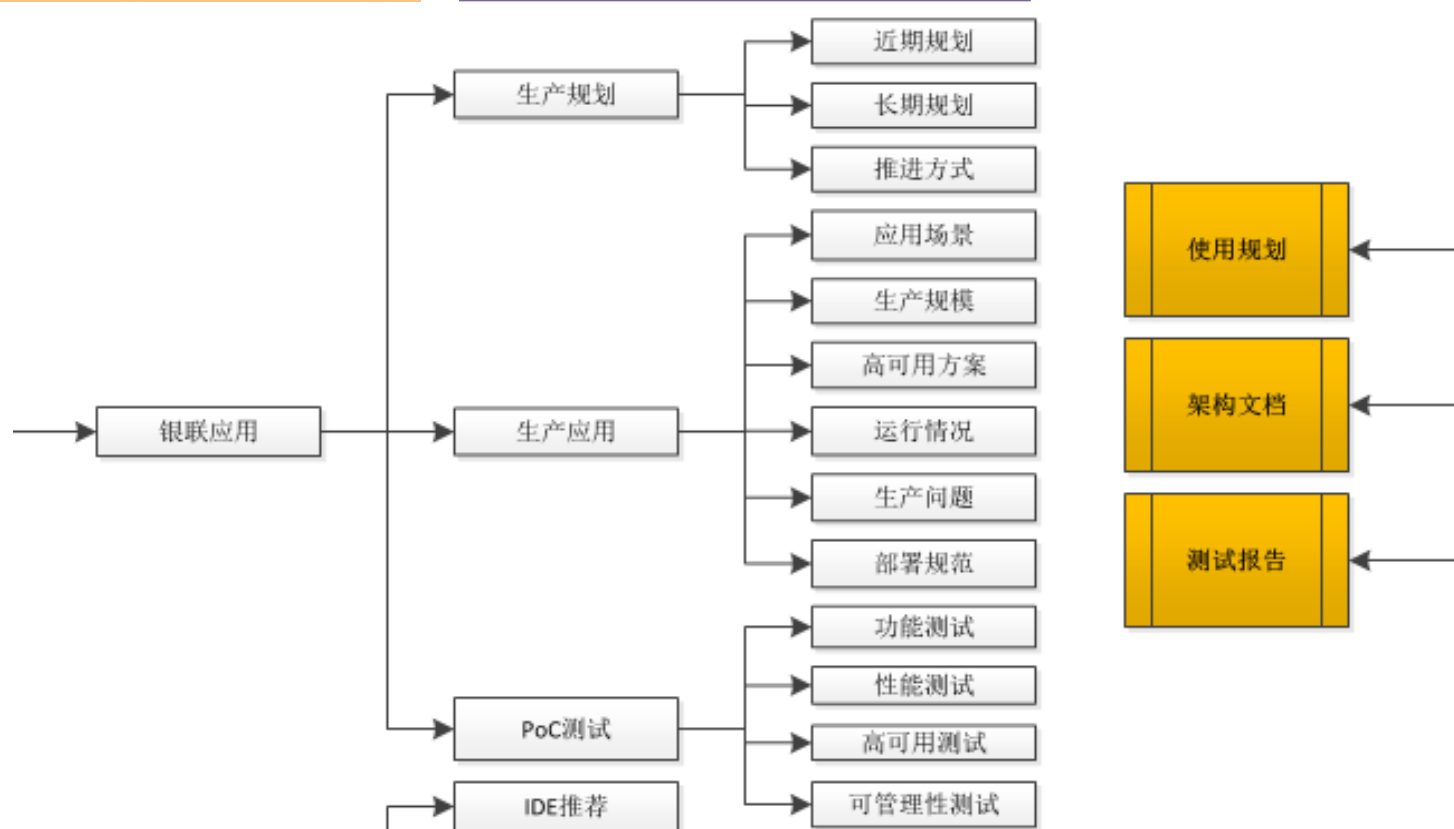 近期规划
生产规划
长期规划
推进方式
应用场景
使用规划
生产规模
高可用方案
架构文档
银联应用
生产应用
运行情况
生产问题
测试报告
部署规范
功能测试
性能测试
PoC测试
高可用测试
IDE推荐
可管理性测试